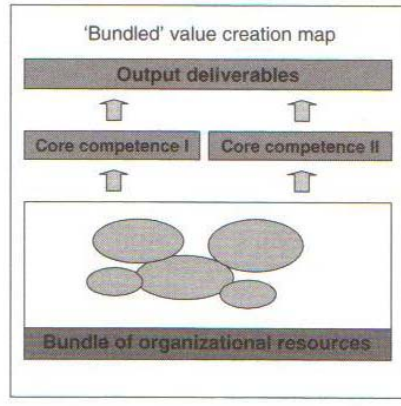 'Bundled' value creation map
Output deliverables
Core competence I
Core competence II
Bundle of organizational resources